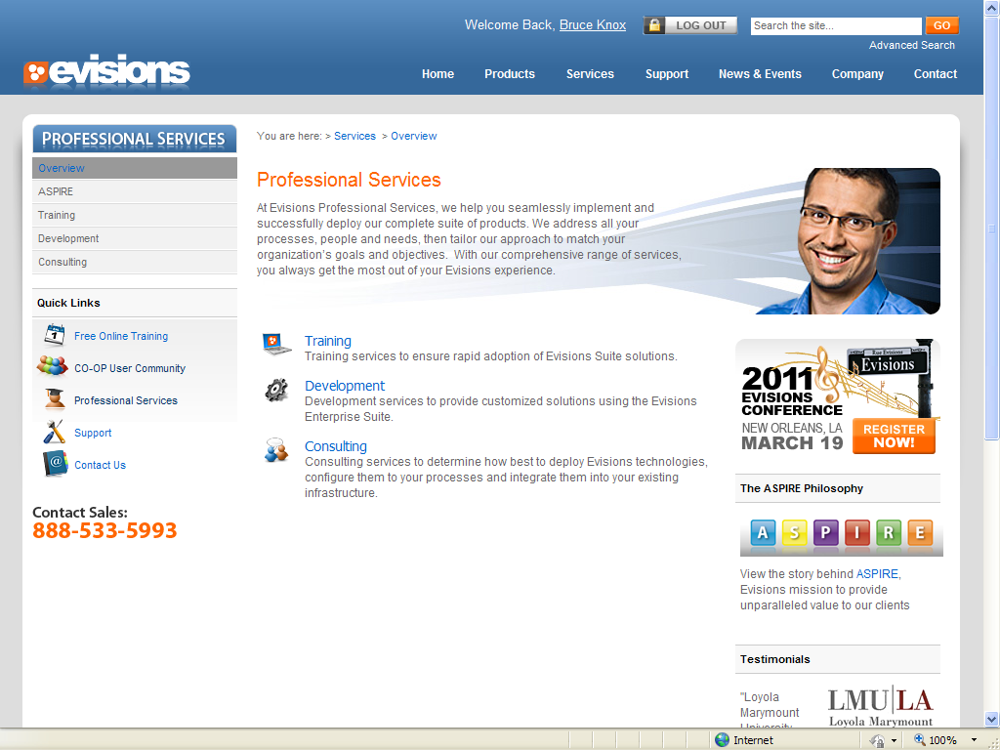 Welcome Back, Bruce Knox
LOG OUT
Search the site...
GO
Advanced Search
evisions
Home Products Services Support News & Events Company Contact
PROFESSIONAL SERVICES
Overview
ASPIRE
Training
Development
Consulting
Quick Links
Free Online Training
CO-OP User Community
Professional Services
Support
Contact Us
Contact Sales:
888-533-5993
You are here: > Services > Overview
Professional Services
At Evisions Professional Services, we help you seamlessly implement and
successfully deploy our complete suite of products. We address all your
processes, people and needs, then tailor our approach to match your
organization's goals and objectives. With our comprehensive range of services,
you always get the most out of your Evisions experience.
Training
Training services to ensure rapid adoption of Evisions Suite solutions.
Development
Development services to provide customized solutions using the Evisions
Enterprise Suite.
Consulting
Consulting services to determine how best to deploy Evisions technologies,
configure them to your processes and integrate them into your existing
infrastructure.
Rue Evisions
Evisions
2011
EVISIONS
CONFERENCE
NEW ORLEANS, LA
MARCH 19
REGISTER
NOW!
The ASPIRE Philosophy
A S P I R E
View the story behind ASPIRE,
Evisions mission to provide
unparalleled value to our clients
Testimonials
"Loyola
Marymount
University
LMU|LA
Loyola Marymount
Internet
100%